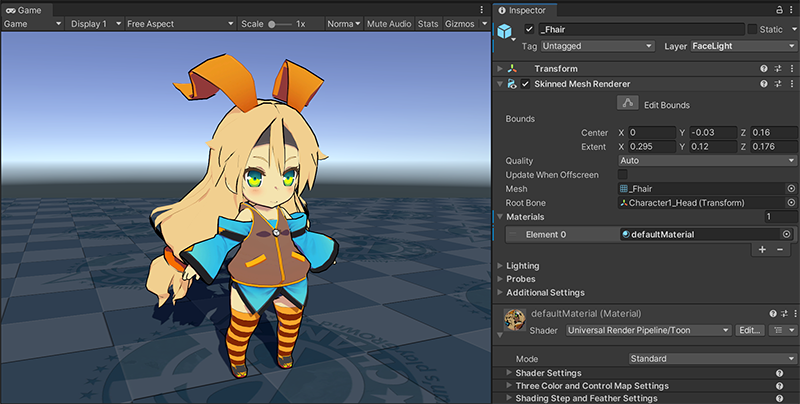 Game
Game
Display 1
Free Aspect
Scale
1x
Norma
Mute Audio
Stats
Gizmos
Inspector
_Fhair
Static
Tag
Untagged
Layer
FaceLight
Transform
Skinned Mesh Renderer
Edit Bounds
Bounds
Center
X
0
Y
-0.03
Z
0.16
Extent
X
0.295
Y
0.12
Z
0.176
Quality
Auto
Update When Offscreen
Mesh
_Fhair
Root Bone
Character1_Head (Transform)
Materials
1
Element 0
defaultMaterial
Lighting
Probes
Additional Settings
defaultMaterial (Material)
Shader
Universal Render Pipeline/Toon
Edit...
Mode
Standard
Shader Settings
Three Color and Control Map Settings
Shading Step and Feather Settings